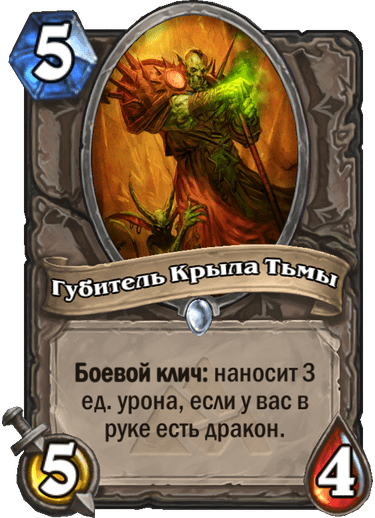 5
Губитель Крыла Тьмы
Боевой клич: наносит 3
ед. урона, если у вас в
руке есть дракон.
5
4